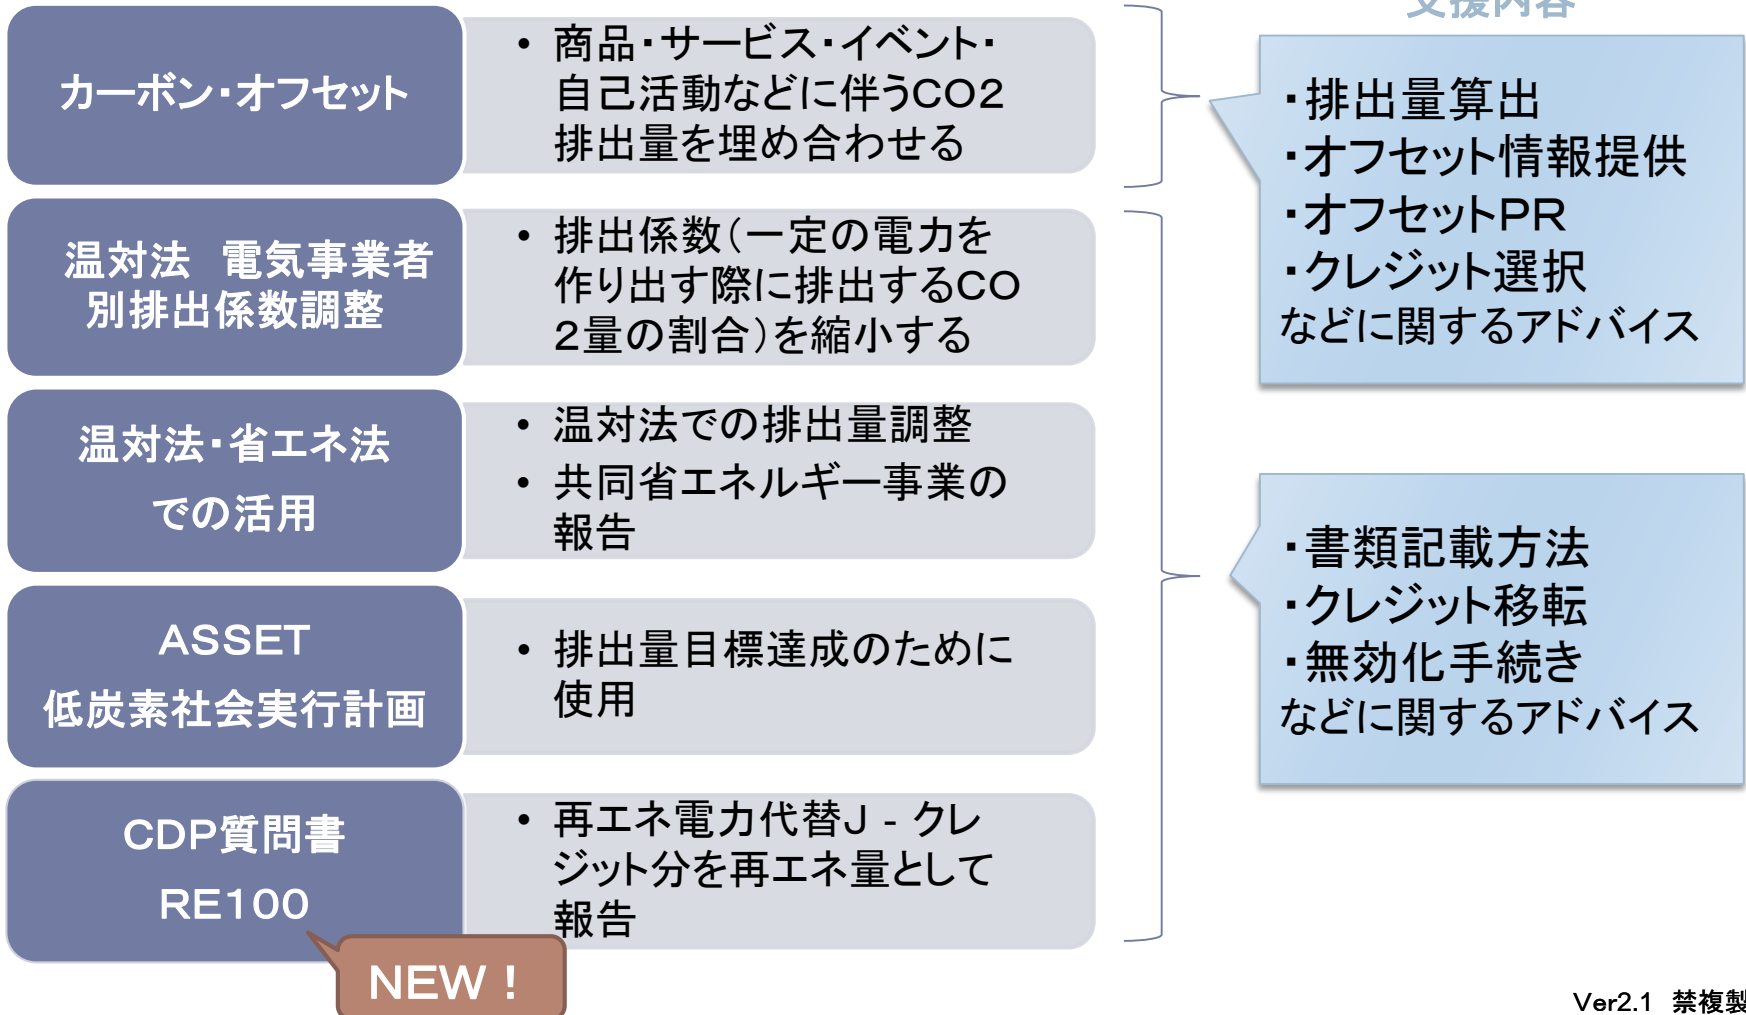 カーボン・オフセット
・商品・サービス・イベント・
自己活動などに伴うCO2
排出量を埋め合わせる
温対法　電気事業者
別排出係数調整
・排出係数（一定の電力を
作り出す際に排出するCO
2量の割合）を縮小する
温対法・省エネ法
での活用
・温対法での排出量調整
・共同省エネルギー事業の
報告
ASSET
低炭素社会実行計画
・排出量目標達成のために
使用
CDP質問書
RE100
・再エネ電力代替J-クレ
ジット分を再エネ量として
報告
NEW！
支援内容
・排出量算出
・オフセット情報提供
・オフセットPR
・クレジット選択
などに関するアドバイス
・書類記載方法
・クレジット移転
・無効化手続き
などに関するアドバイス
Ver2.1　禁複製